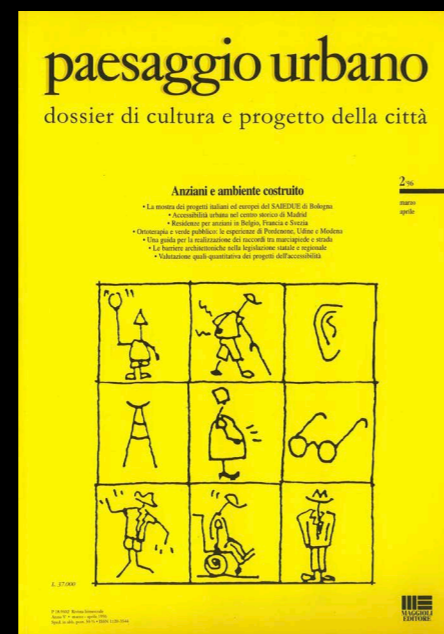 paesaggio urbano
dossier di cultura e progetto della città
2/96
marzo
aprile
Anziani e ambiente costruito
• La mostra dei progetti italiani ed europei del SAIEDUE di Bologna
• Accessibilità urbana nel centro storico di Madrid
• Residenze per anziani in Belgio, Francia e Svezia
• Ortoterapia e verde pubblico: le esperienze di Pordenone, Udine e Modena
• Una guida per la realizzazione dei raccordi tra marciapiede e strada
• Le barriere architettoniche nella legislazione statale e regionale
• Valutazione quali-quantitativa dei progetti dell'accessibilità
L. 37.000
MAGGIOLI
EDITORE